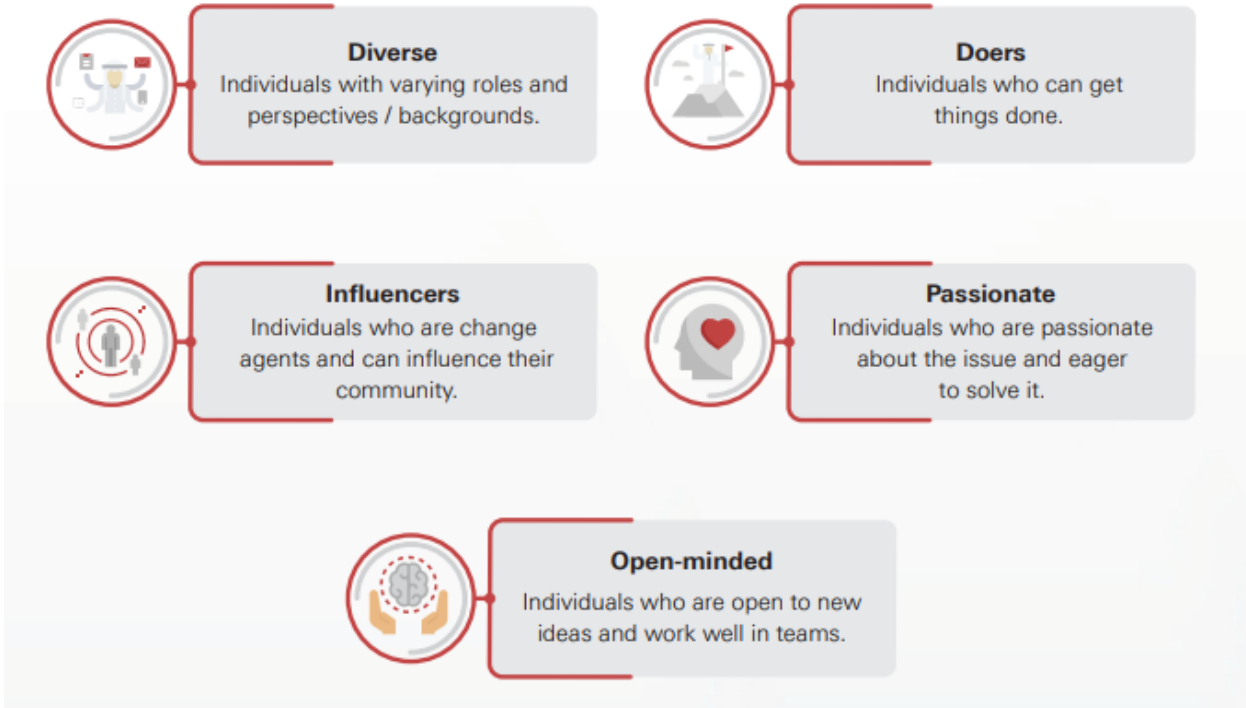 Diverse
Individuals with varying roles and
perspectives / backgrounds.
Doers
Individuals who can get
things done.
Influencers
Individuals who are change
agents and can influence their
community.
Passionate
Individuals who are passionate
about the issue and eager
to solve it.
Open-minded
Individuals who are open to new
ideas and work well in teams.